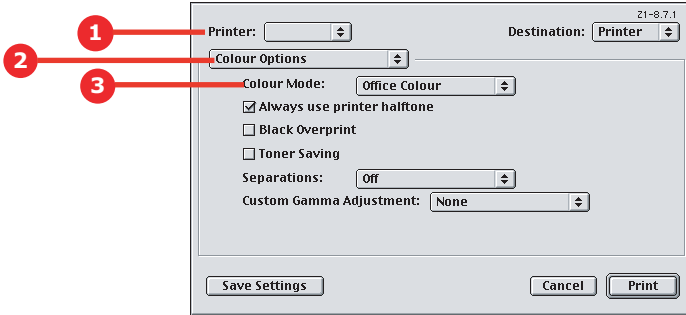 Z1-8.7.1
1 Printer: Destination: Printer
2 Colour Options
3 Colour Mode: Office Colour
Always use printer halftone
Black Overprint
Toner Saving
Separations: Off
Custom Gamma Adjustment: None
Save Settings Cancel Print